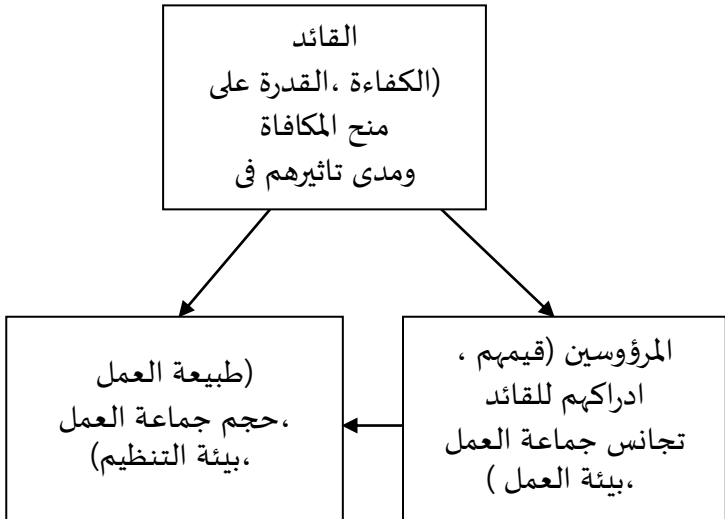 القائد
(الكفاءة ،القدرة على
منح المكافاة
ومدى تاثيرهم فى
المرؤوسين (قيمهم ،
ادراكهم للقائد
تجانس جماعة العمل
،بيئة العمل )
(طبيعة العمل
،حجم جماعة العمل
،بيئة التنظيم)